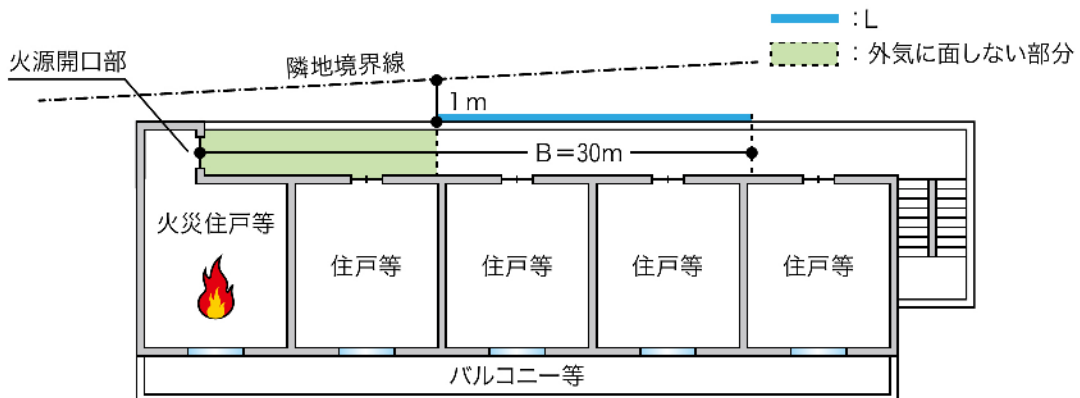 :L
:外気に面しない部分
火源開口部
隣地境界線
1m
B=30m
火災住戸等
住戸等
住戸等
住戸等
住戸等
バルコニー等